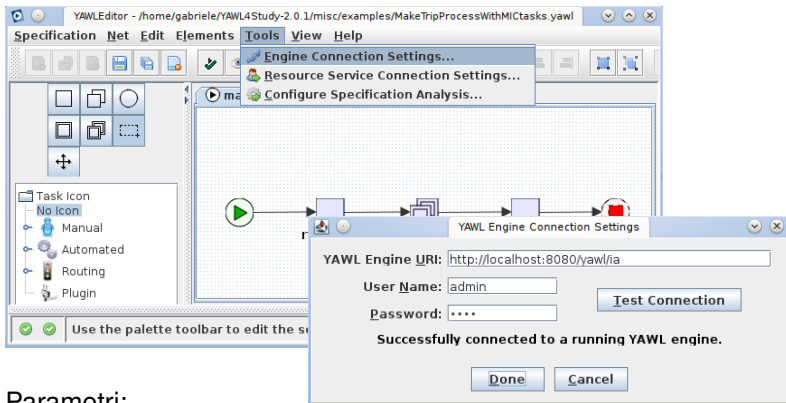 YAWLEditor - /home/gabriele/YAWL4Study-2.0.1/misc/examples/MakeTripProcessWithMICtasks.yawl
Specification Net Edit Elements Tools View Help
Engine Connection Settings...
Resource Service Connection Settings...
Configure Specification Analysis...
Task Icon
No Icon
Manual
Automated
Routing
Plugin
Use the palette toolbar to edit the
YAWL Engine Connection Settings
YAWL Engine URI: http://localhost:8080/yawl/ia
User Name: admin
Password: ····
Test Connection
Successfully connected to a running YAWL engine.
Done Cancel
Parametri: